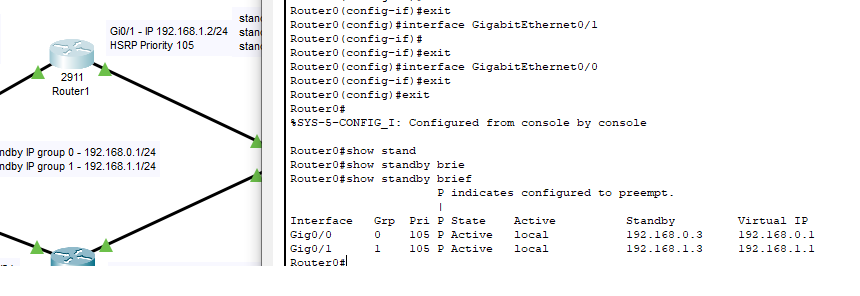 Gi0/1 - IP 192.168.1.2/24
HSRP Priority 105
2911
Router1
IP group 0 - 192.168.0.1/24
IP group 1 - 192.168.1.1/24
Router0(config-if)#exit
Router0(config)#interface GigabitEthernet0/1
Router0(config-if)#
Router0(config-if)#exit
Router0(config)#interface GigabitEthernet0/0
Router0(config-if)#exit
Router0(config)#exit
Router0#
%SYS-5-CONFIG_I: Configured from console by console
Router0#show stand
Router0#show standby brie
Router0#show standby brief
P indicates configured to preempt.
|
Interface Grp Pri P State Active Standby Virtual IP
Gig0/0 0 105 P Active local 192.168.0.3 192.168.0.1
Gig0/1 1 105 P Active local 192.168.1.3 192.168.1.1
Router0#